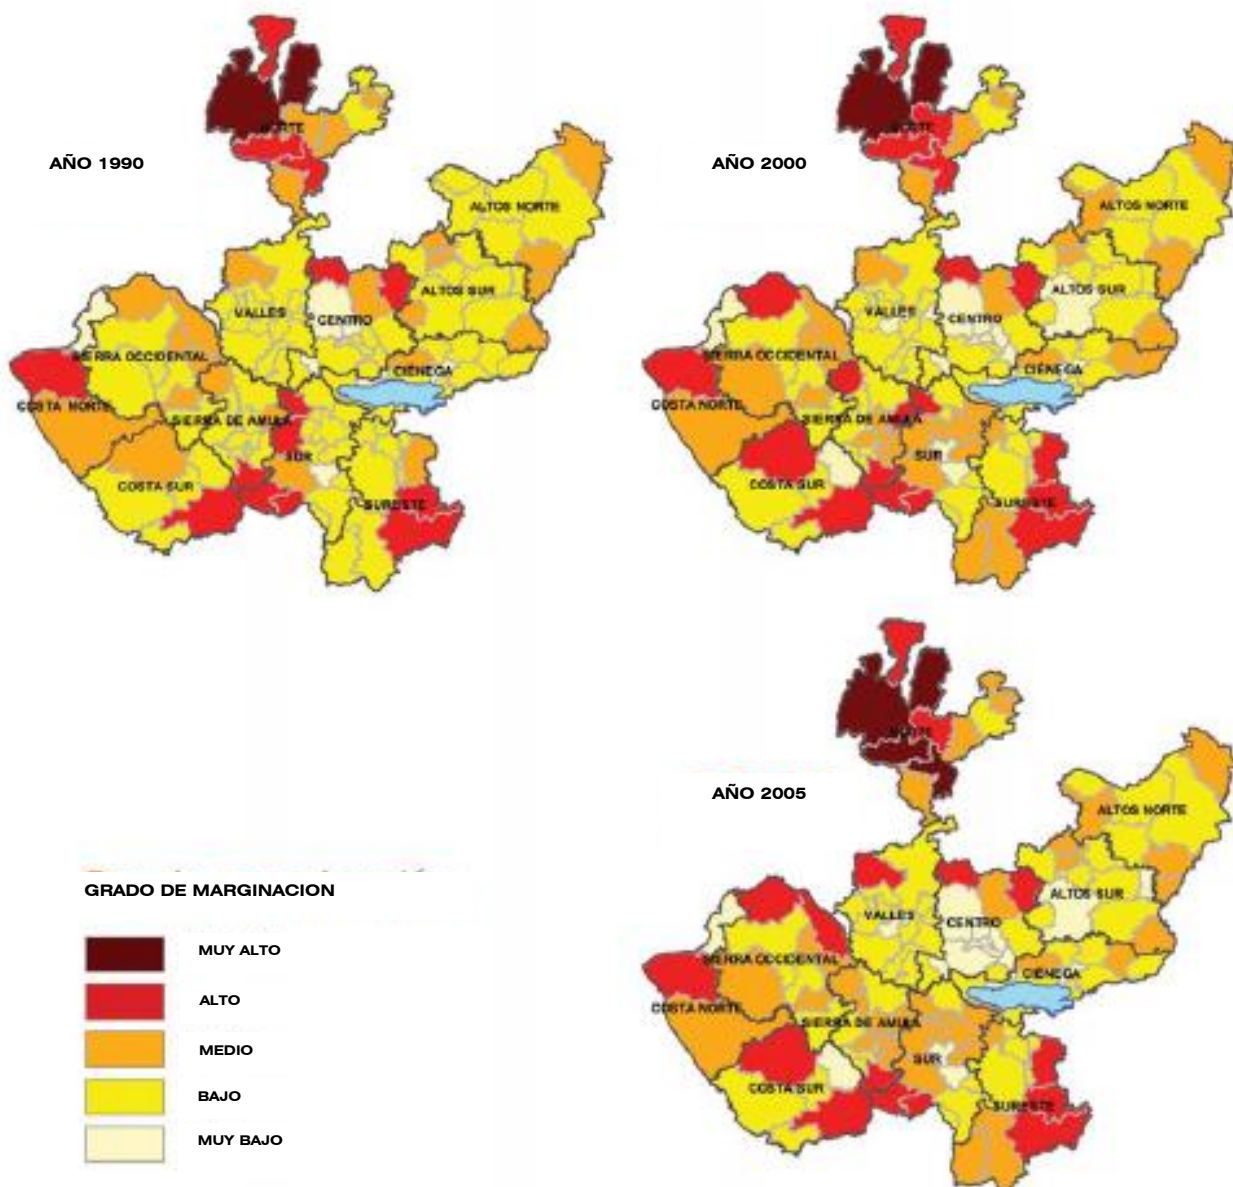 AÑO 1990
NORTE
ALTOS NORTE
ALTOS SUR
VALLES
CENTRO
SIERRA OCCIDENTAL
CIÉNEGA
COSTA NORTE
SIERRA DE AMULA
SUR
COSTA SUR
SURESTE
AÑO 2000
NORTE
ALTOS NORTE
ALTOS SUR
VALLES
CENTRO
SIERRA OCCIDENTAL
CIÉNEGA
COSTA NORTE
SIERRA DE AMULA
SUR
COSTA SUR
SURESTE
AÑO 2005
NORTE
ALTOS NORTE
ALTOS SUR
VALLES
CENTRO
SIERRA OCCIDENTAL
CIÉNEGA
COSTA NORTE
SIERRA DE AMULA
SUR
COSTA SUR
SURESTE
GRADO DE MARGINACION
MUY ALTO
ALTO
MEDIO
BAJO
MUY BAJO